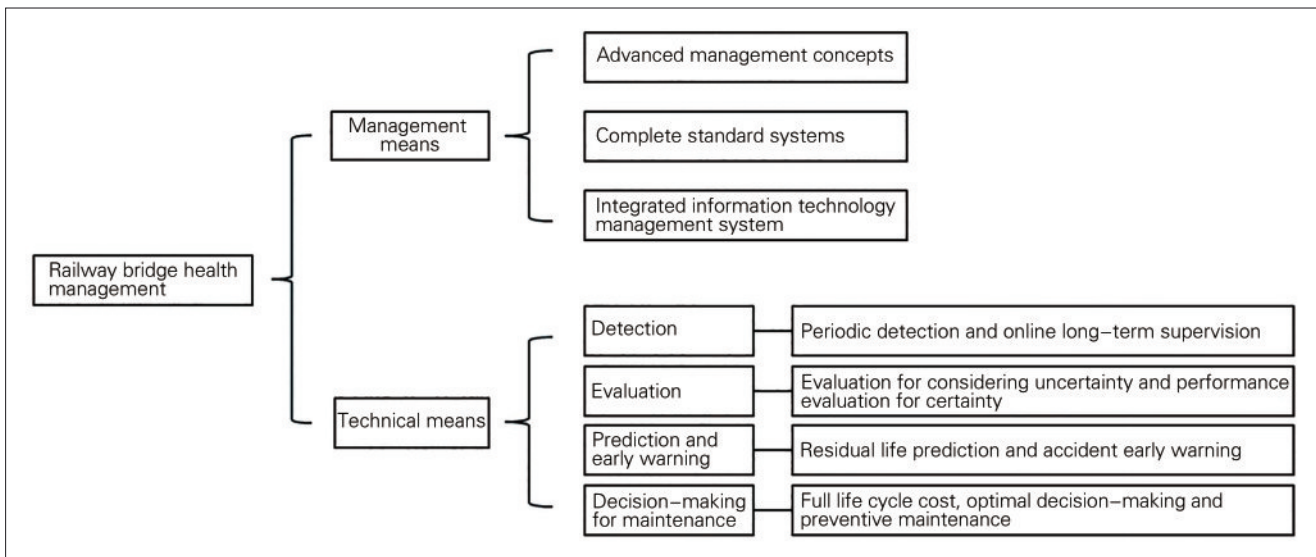 Advanced management concepts
Management
means
Complete standard systems
Integrated information technology
management system
Railway bridge health
management
Detection
Periodic detection and online long–term supervision
Evaluation
Evaluation for considering uncertainty and performance
evaluation for certainty
Technical means
Prediction and
early warning
Residual life prediction and accident early warning
Decision–making
for maintenance
Full life cycle cost, optimal decision–making and
preventive maintenance